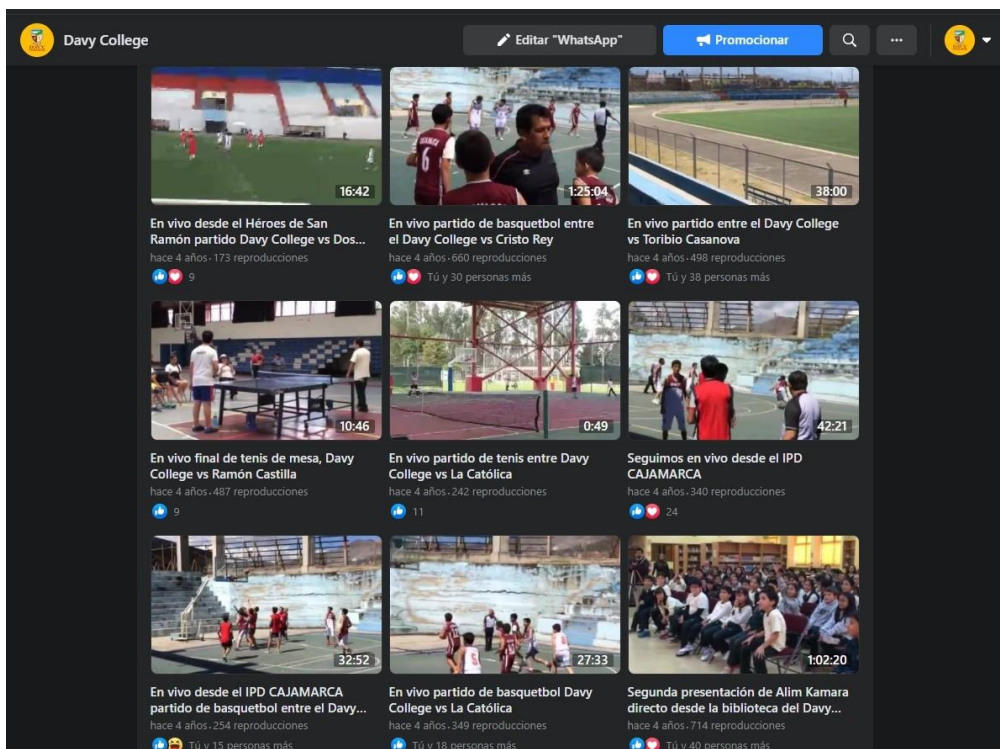 Davy College
Editar "WhatsApp"
Promocionar
16:42
1:25:04
38:00
En vivo desde el Héroes de San
Ramón partido Davy College vs Dos...
hace 4 años · 173 reproducciones
9
En vivo partido de basquetbol entre
el Davy College vs Cristo Rey
hace 4 años · 660 reproducciones
Tú y 30 personas más
En vivo partido entre el Davy College
vs Toribio Casanova
hace 4 años · 498 reproducciones
Tú y 38 personas más
10:46
0:49
42:21
En vivo final de tenis de mesa, Davy
College vs Ramón Castilla
hace 4 años · 487 reproducciones
9
En vivo partido de tenis entre Davy
College vs La Católica
hace 4 años · 242 reproducciones
11
Seguimos en vivo desde el IPD
CAJAMARCA
hace 4 años · 340 reproducciones
24
32:52
27:33
1:02:20
En vivo desde el IPD CAJAMARCA
partido de basquetbol entre el Davy...
hace 4 años · 254 reproducciones
Tú y 15 personas más
En vivo partido de basquetbol Davy
College vs La Católica
hace 4 años · 349 reproducciones
Tú y 18 personas más
Segunda presentación de Alim Kamara
directo desde la biblioteca del Davy...
hace 4 años · 714 reproducciones
Tú y 40 personas más